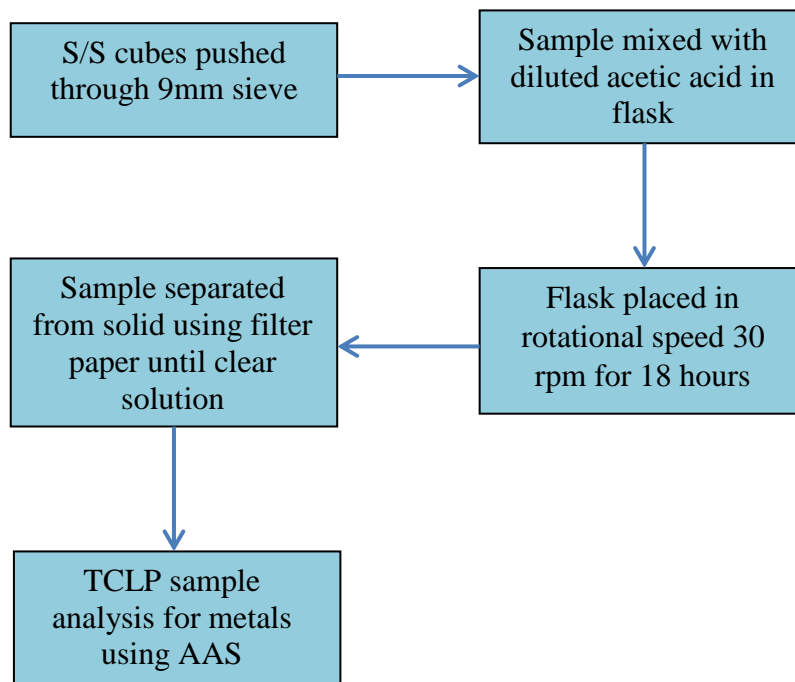 S/S cubes pushed
through 9mm sieve
Sample mixed with
diluted acetic acid in
flask
Flask placed in
rotational speed 30
rpm for 18 hours
Sample separated
from solid using filter
paper until clear
solution
TCLP sample
analysis for metals
using AAS